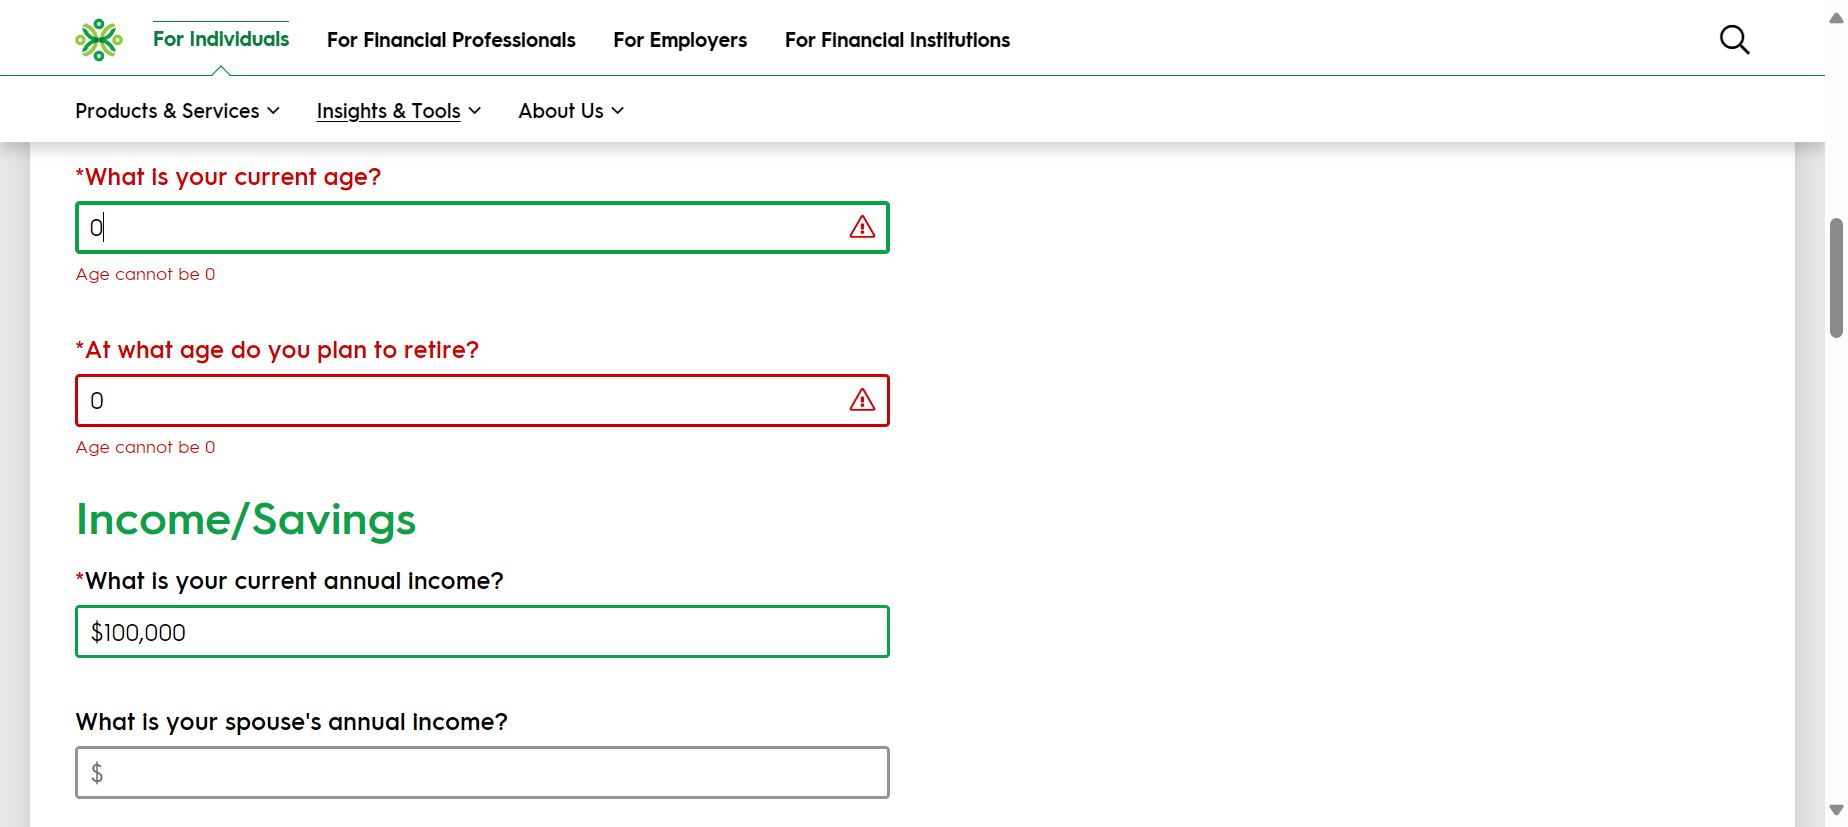 For Individuals For Financial Professionals For Employers For Financial Institutions
Products & Services Insights & Tools About Us
*What is your current age?
0
Age cannot be 0
*At what age do you plan to retire?
0
Age cannot be 0
Income/Savings
*What is your current annual income?
$100,000
What is your spouse's annual income?
$